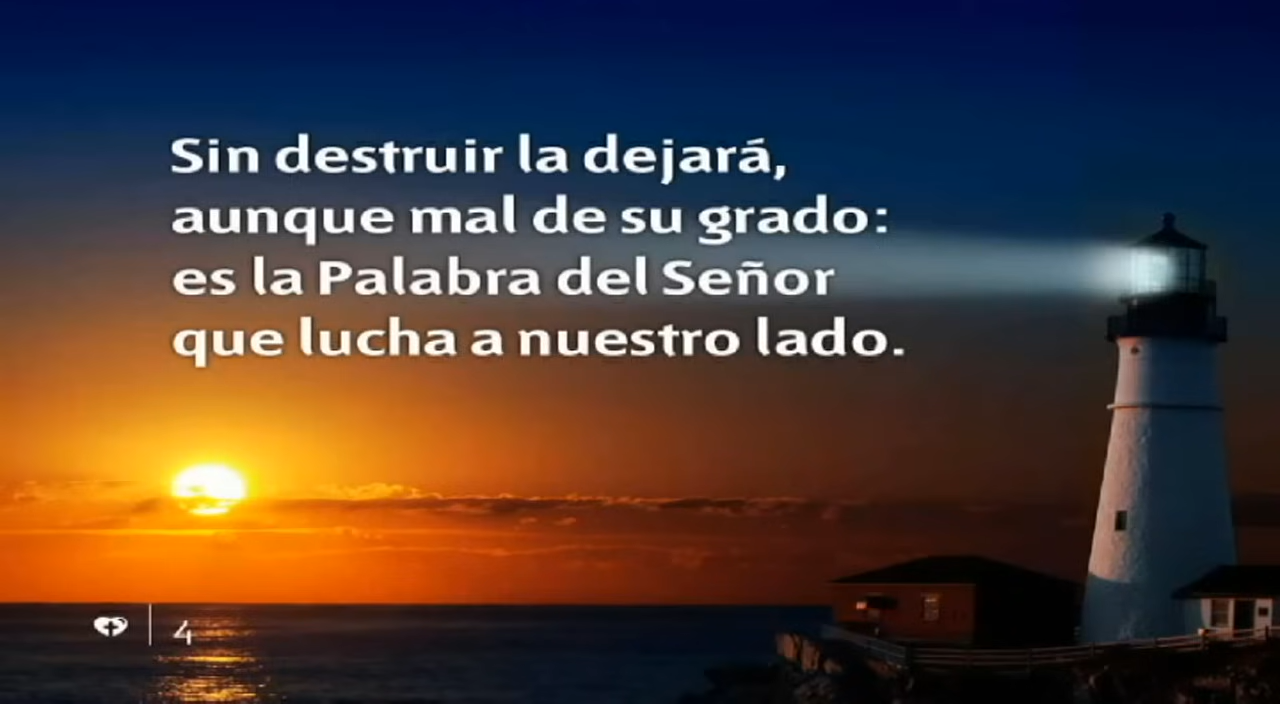 Sin destruir la dejará,
aunque mal de su grado:
es la Palabra del Señor
que lucha a nuestro lado.
4